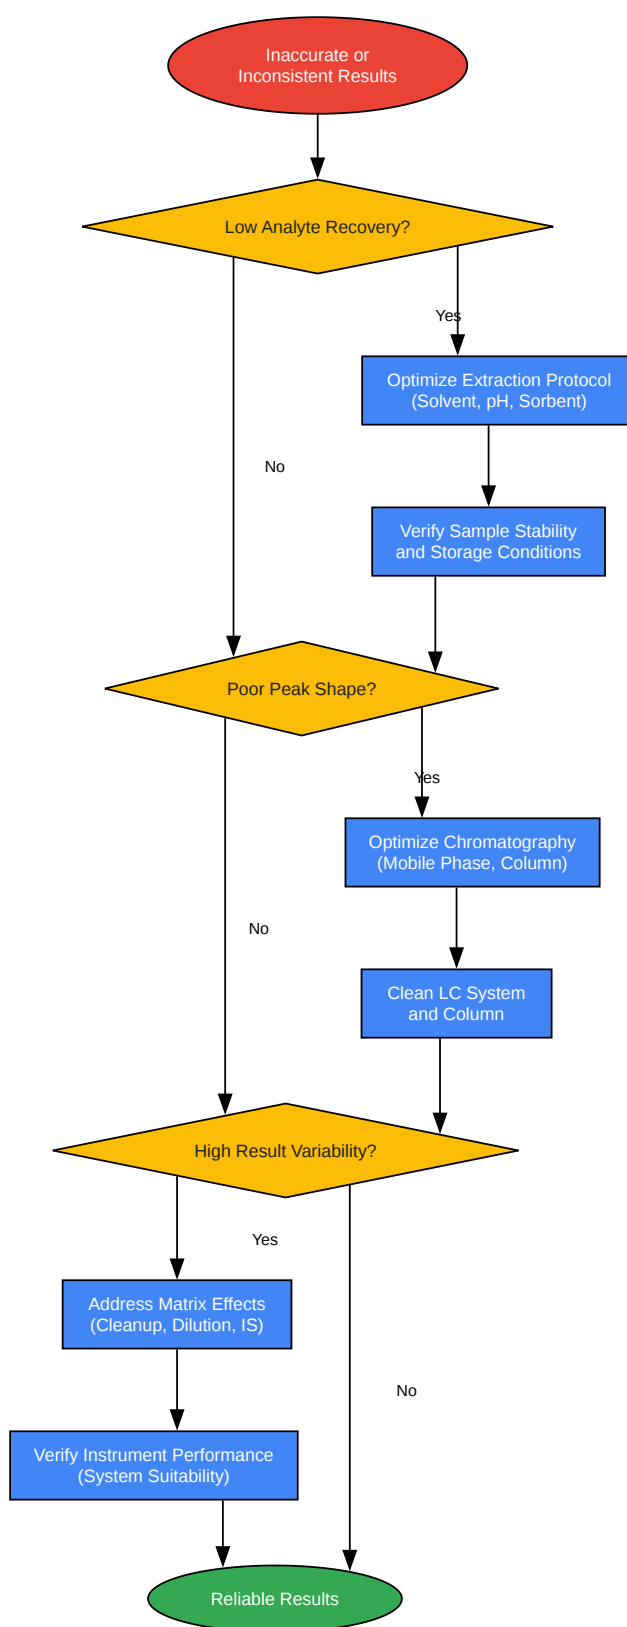 Inaccurate or
Inconsistent Results
Low Analyte Recovery?
Yes
Optimize Extraction Protocol
(Solvent, pH, Sorbent)
No
Verify Sample Stability
and Storage Conditions
Poor Peak Shape?
Yes
Optimize Chromatography
(Mobile Phase, Column)
No
Clean LC System
and Column
High Result Variability?
Yes
Address Matrix Effects
(Cleanup, Dilution, IS)
No
Verify Instrument Performance
(System Suitability)
Reliable Results